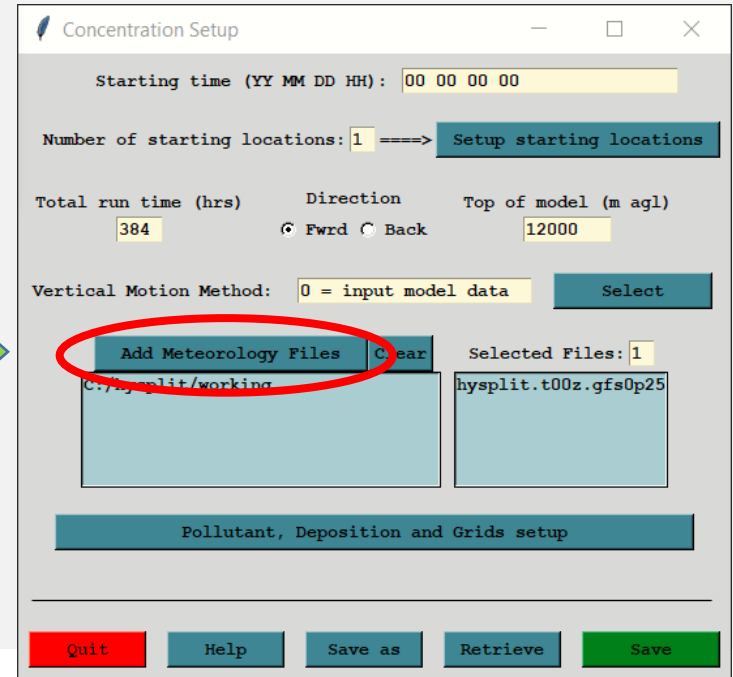 Concentration Setup
Starting time (YY MM DD HH): 00 00 00 00
Number of starting locations: 1 ====> Setup starting locations
Total run time (hrs) Direction Top of model (m agl)
384 Fwrd Back 12000
Vertical Motion Method: 0 = input model data Select
Add Meteorology Files Clear Selected Files: 1
C:/hysplit/working hysplit.t00z.gfs0p25
Pollutant, Deposition and Grids setup
Quit Help Save as Retrieve Save